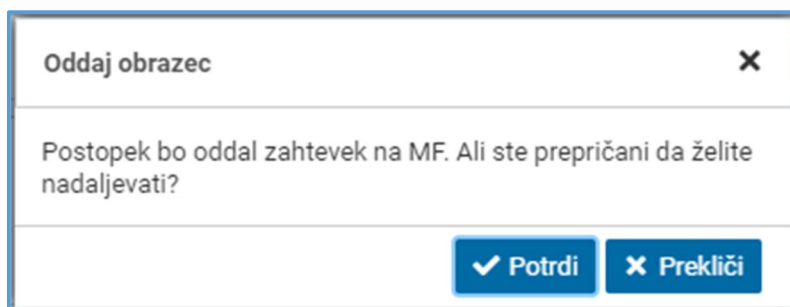 Oddaj obrazec
Postopek bo oddal zahtevek na MF. Ali ste prepričani da želite
nadaljevati?
Potrdi
Prekliči